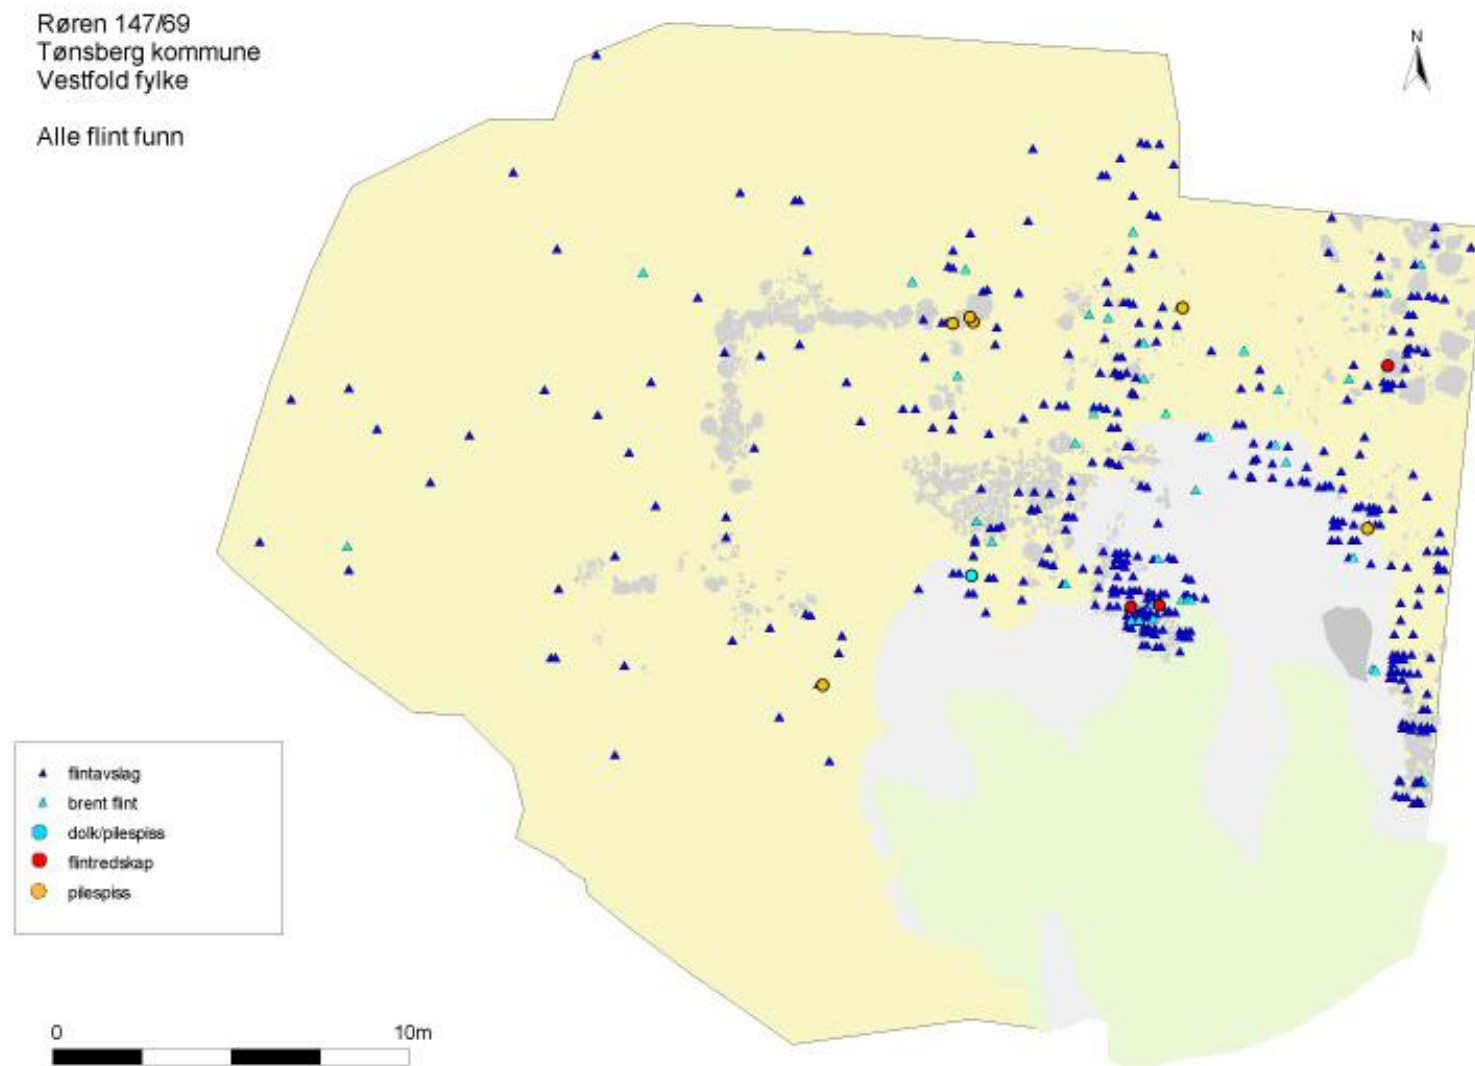 Røren 147/69
Tønsberg kommune
Vestfold fylke
Alle flint funn
N
flintavslag
brent flint
dolk/pilespiss
flintredskap
pilespiss
0 10m